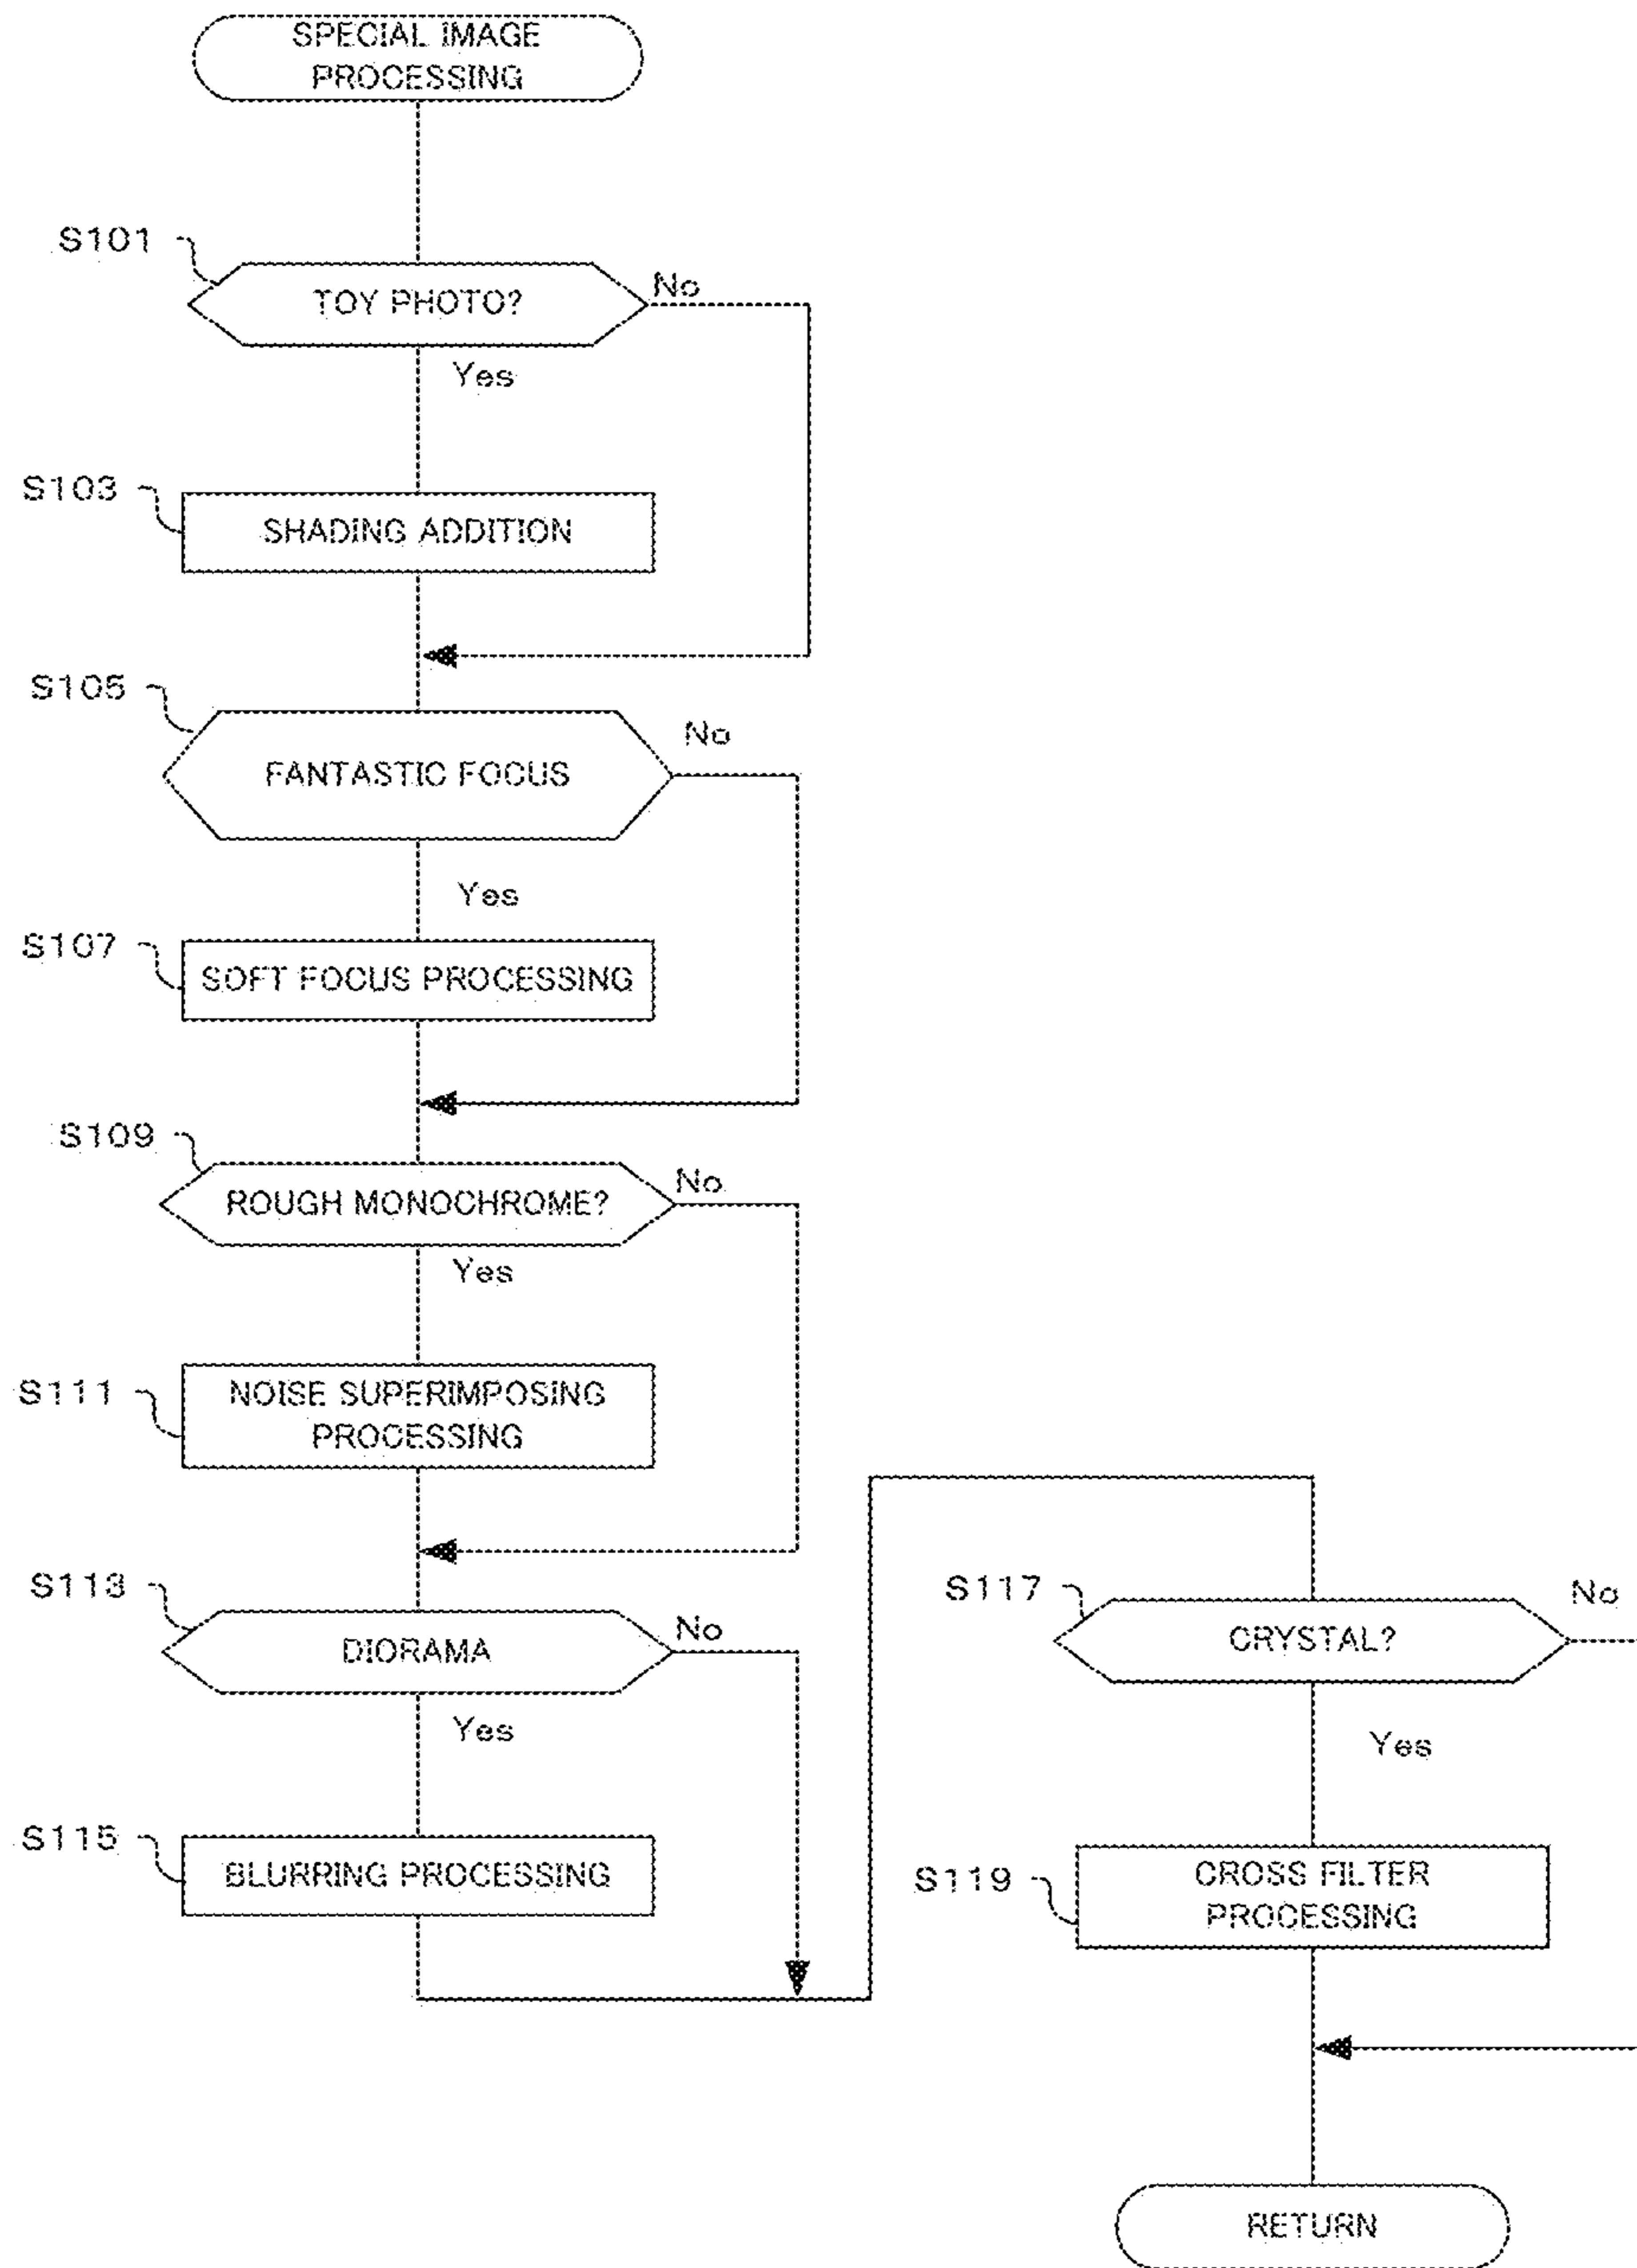 SPECIAL IMAGE
PROCESSING
S101
TOY PHOTO?
No
Yes
S103
SHADING ADDITION
S105
FANTASTIC FOCUS
No
Yes
S107
SOFT FOCUS PROCESSING
S109
ROUGH MONOCHROME?
No
Yes
S111
NOISE SUPERIMPOSING
PROCESSING
S113
DIORAMA
No
Yes
S115
BLURRING PROCESSING
S117
CRYSTAL?
No
Yes
S119
CROSS FILTER
PROCESSING
RETURN